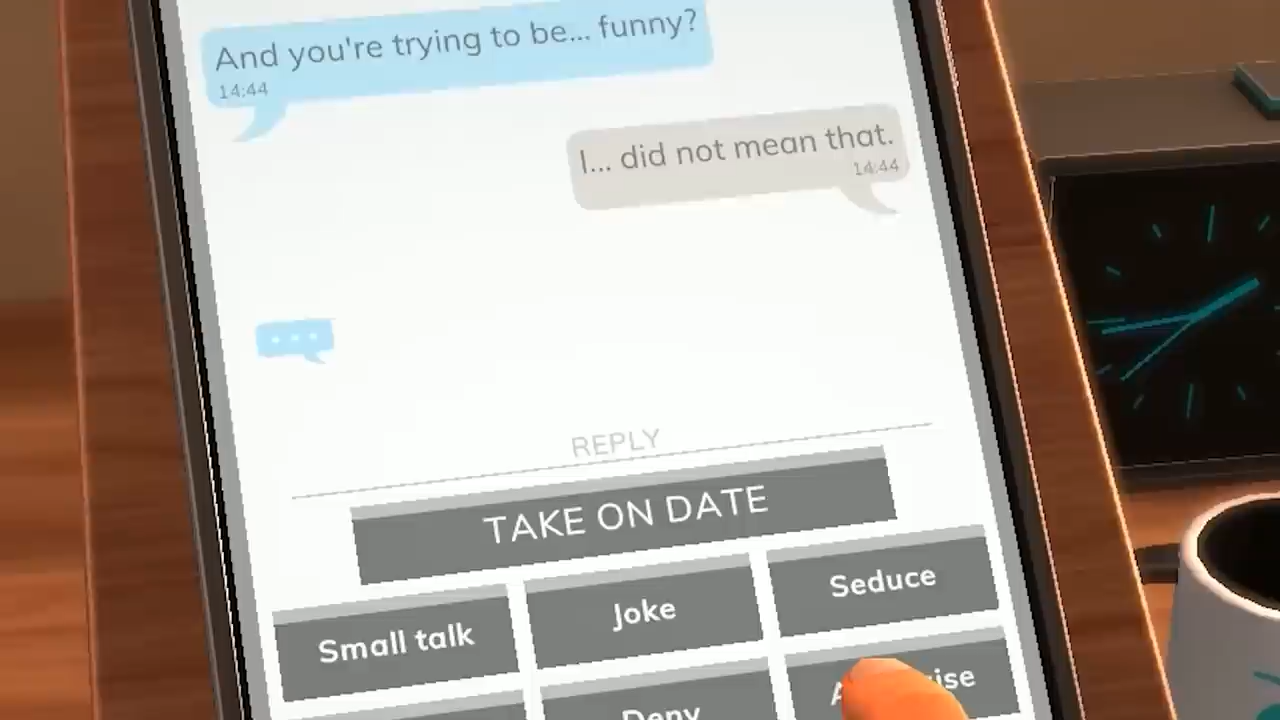 And you're trying to be... funny?
14:44
I... did not mean that.
14:44
REPLY
TAKE ON DATE
Small talk
Joke
Seduce
Deny